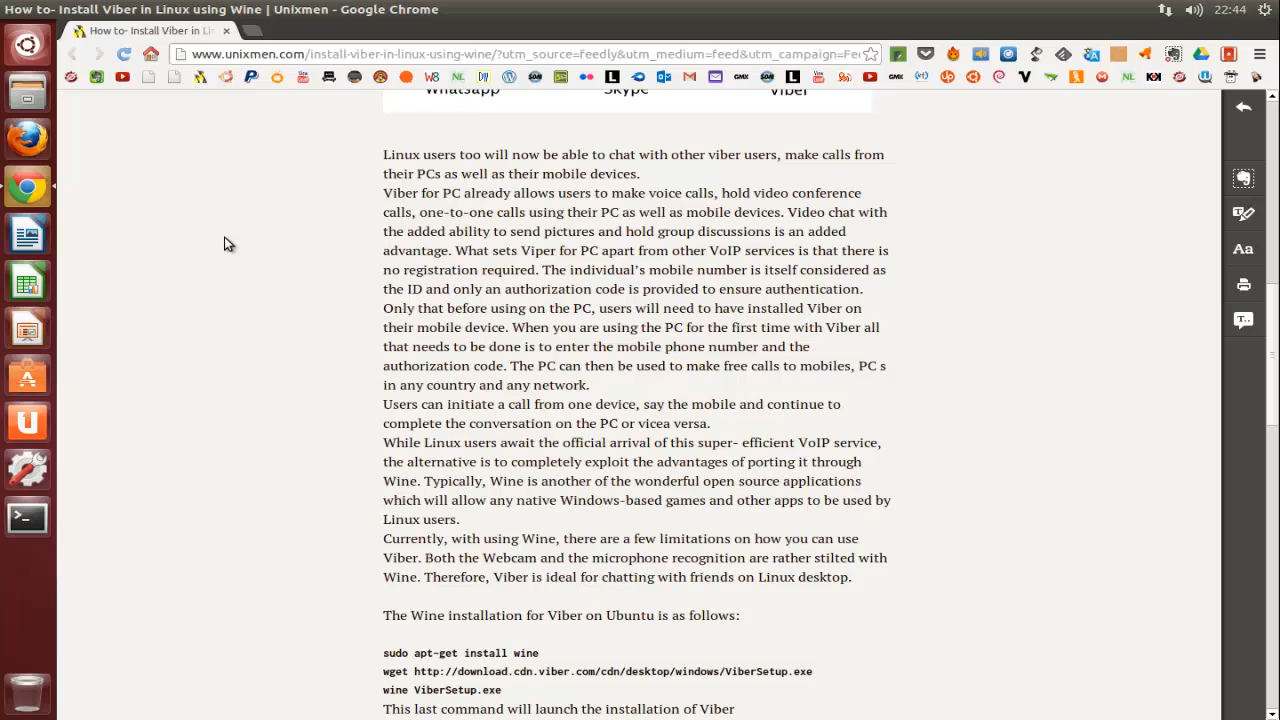 How to- Install Viber in Linux using Wine | Unixmen - Google Chrome
22:44
How to- Install Viber in Li
www.unixmen.com/install-viber-in-linux-using-wine/?utm_source=feedly&utm_medium=feed&utm_campaign=Fe
Whatsapp Skype Viber
Linux users too will now be able to chat with other viber users, make calls from
their PCs as well as their mobile devices.
Viber for PC already allows users to make voice calls, hold video conference
calls, one-to-one calls using their PC as well as mobile devices. Video chat with
the added ability to send pictures and hold group discussions is an added
advantage. What sets Viper for PC apart from other VoIP services is that there is
no registration required. The individual's mobile number is itself considered as
the ID and only an authorization code is provided to ensure authentication.
Only that before using on the PC, users will need to have installed Viber on
their mobile device. When you are using the PC for the first time with Viber all
that needs to be done is to enter the mobile phone number and the
authorization code. The PC can then be used to make free calls to mobiles, PC s
in any country and any network.
Users can initiate a call from one device, say the mobile and continue to
complete the conversation on the PC or vicea versa.
While Linux users await the official arrival of this super- efficient VoIP service,
the alternative is to completely exploit the advantages of porting it through
Wine. Typically, Wine is another of the wonderful open source applications
which will allow any native Windows-based games and other apps to be used by
Linux users.
Currently, with using Wine, there are a few limitations on how you can use
Viber. Both the Webcam and the microphone recognition are rather stilted with
Wine. Therefore, Viber is ideal for chatting with friends on Linux desktop.
The Wine installation for Viber on Ubuntu is as follows:
sudo apt-get install wine
wget http://download.cdn.viber.com/cdn/desktop/windows/ViberSetup.exe
wine ViberSetup.exe
This last command will launch the installation of Viber
Aa